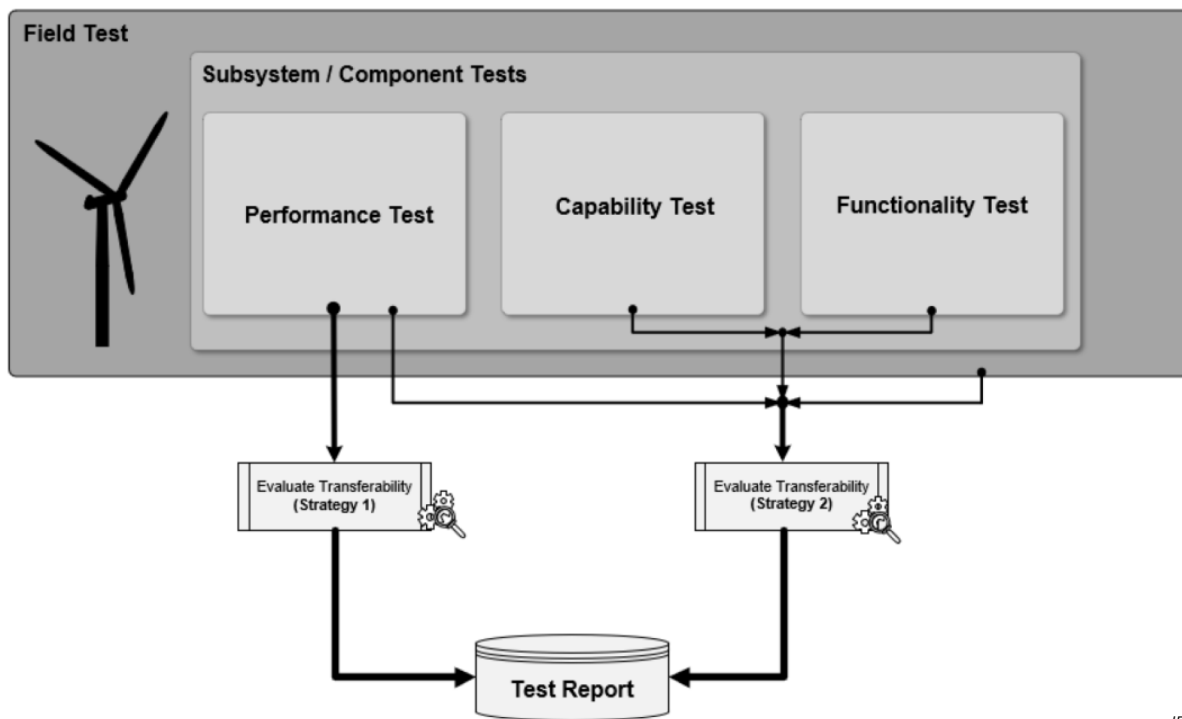 Field Test
Subsystem / Component Tests
Performance Test
Capability Test
Functionality Test
Evaluate Transferability
(Strategy 1)
Evaluate Transferability
(Strategy 2)
Test Report